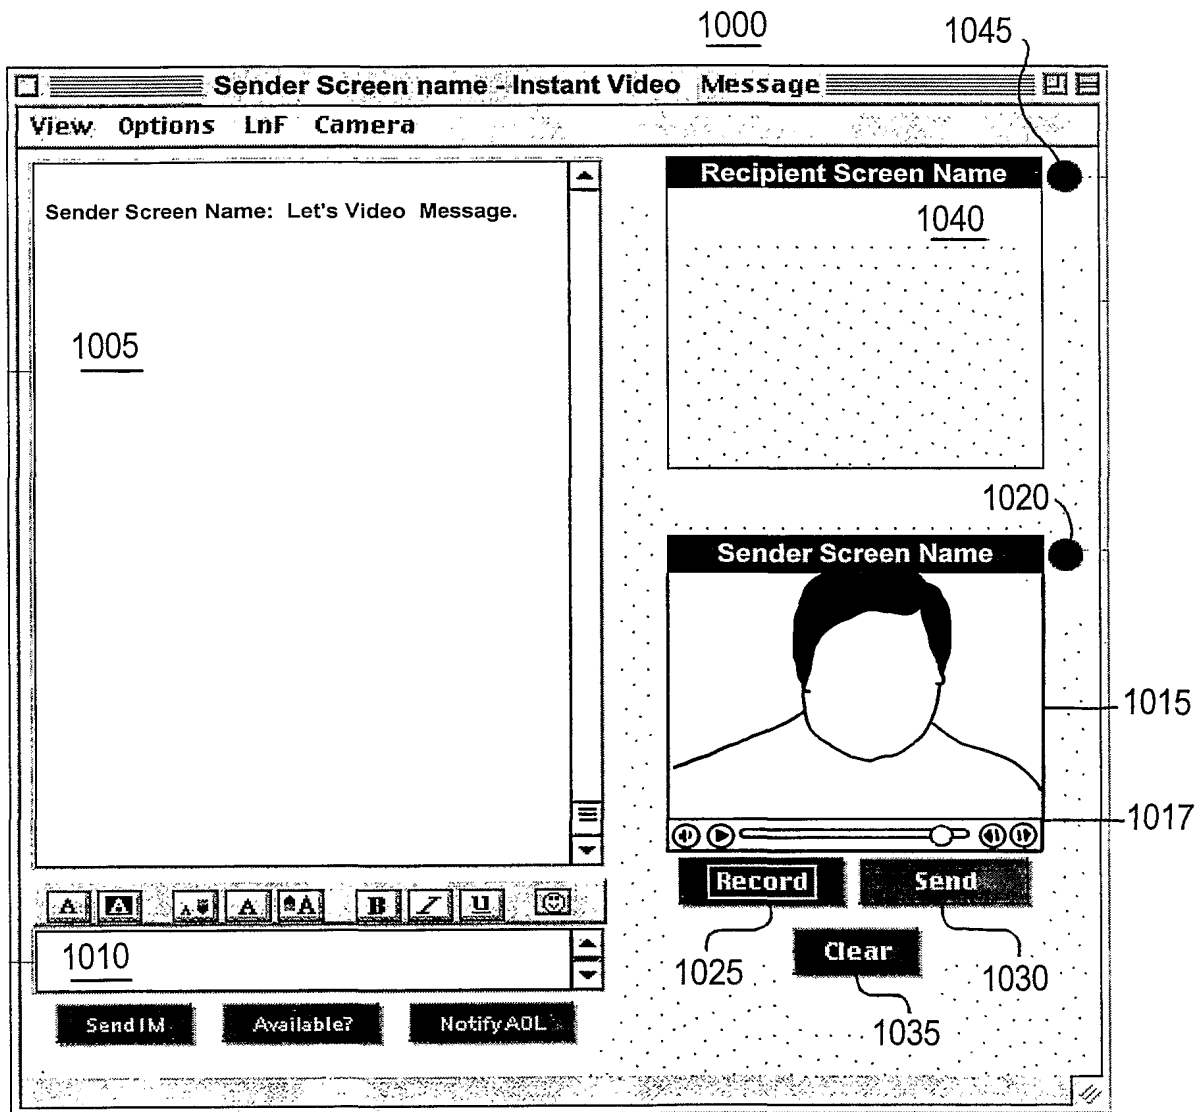 1000
1045
Sender Screen name - Instant Video Message
View Options LnF Camera
Recipient Screen Name
Sender Screen Name: Let's Video Message.
1040
1005
1020
Sender Screen Name
1015
1017
Record Send
A A A A A B I U
1010
1025
Clear
1030
1035
Send IM Available? Notify AOL